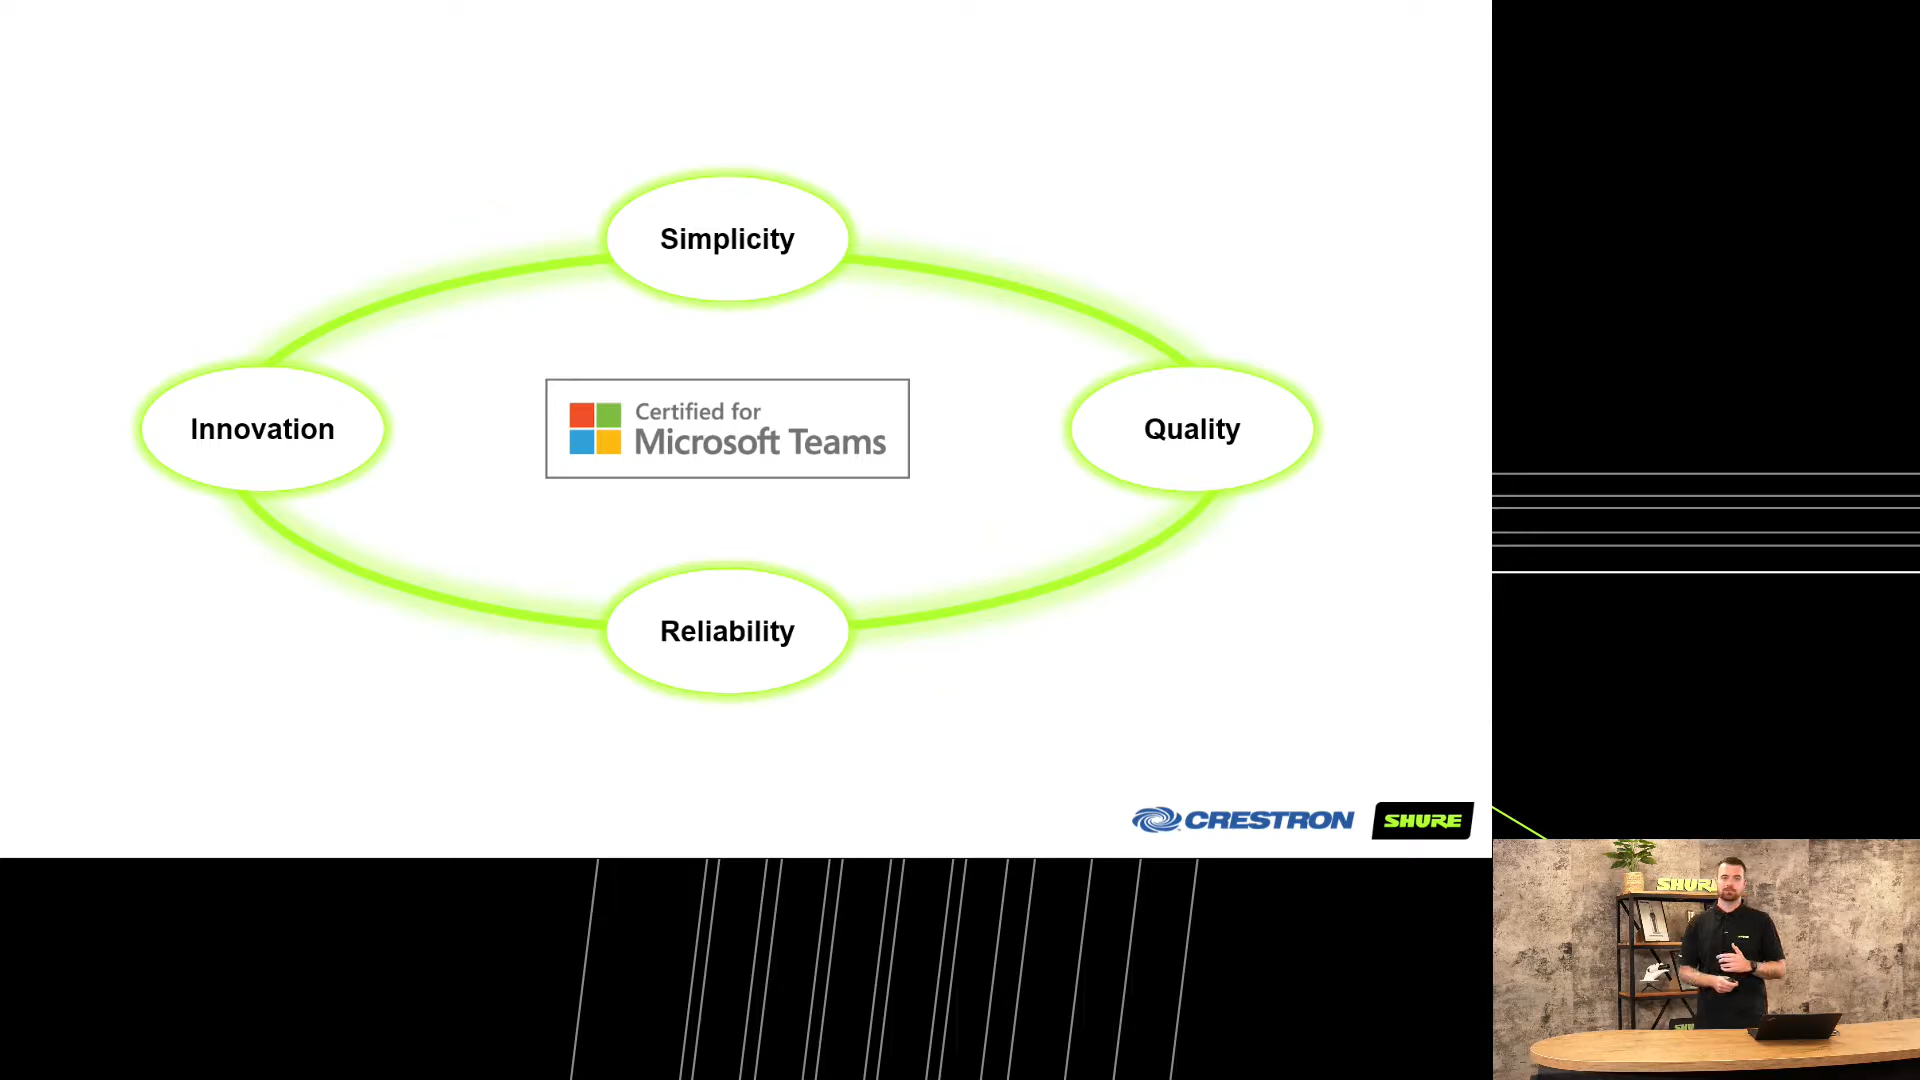 Simplicity
Innovation
Certified for
Microsoft Teams
Quality
Reliability
CRESTRON
SHURE
SHURE